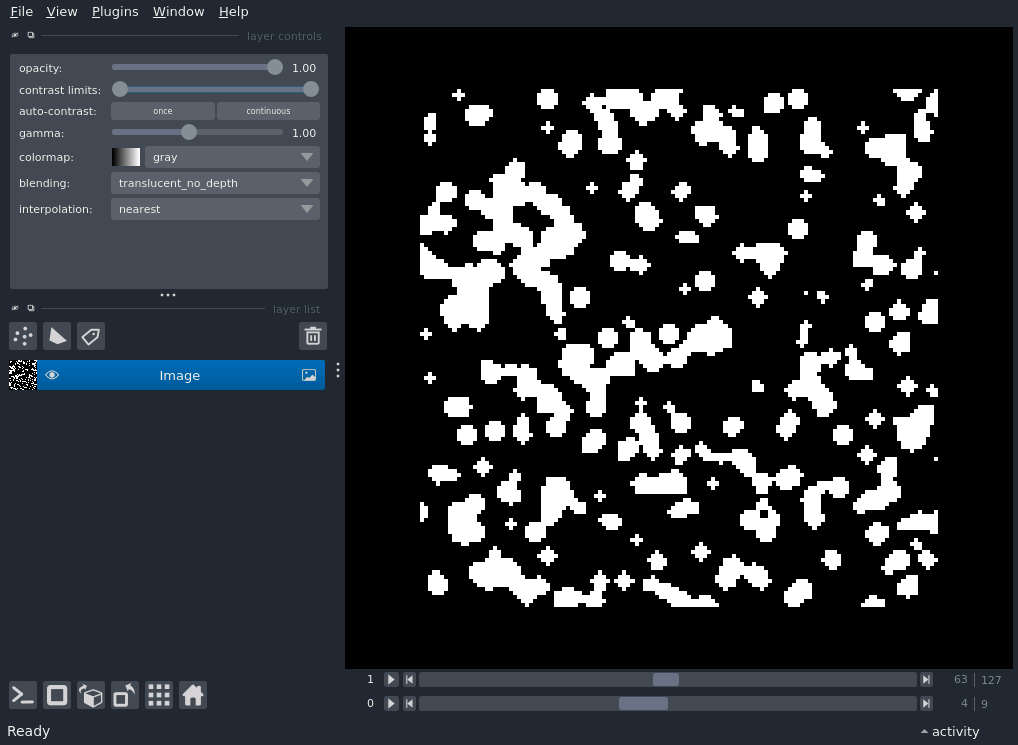 File View Plugins Window Help
layer controls
opacity: 1.00
contrast limits:
auto-contrast: once continuous
gamma: 1.00
colormap: gray
blending: translucent_no_depth
interpolation: nearest
layer list
Image
1 63 127
0 4 9
Ready activity